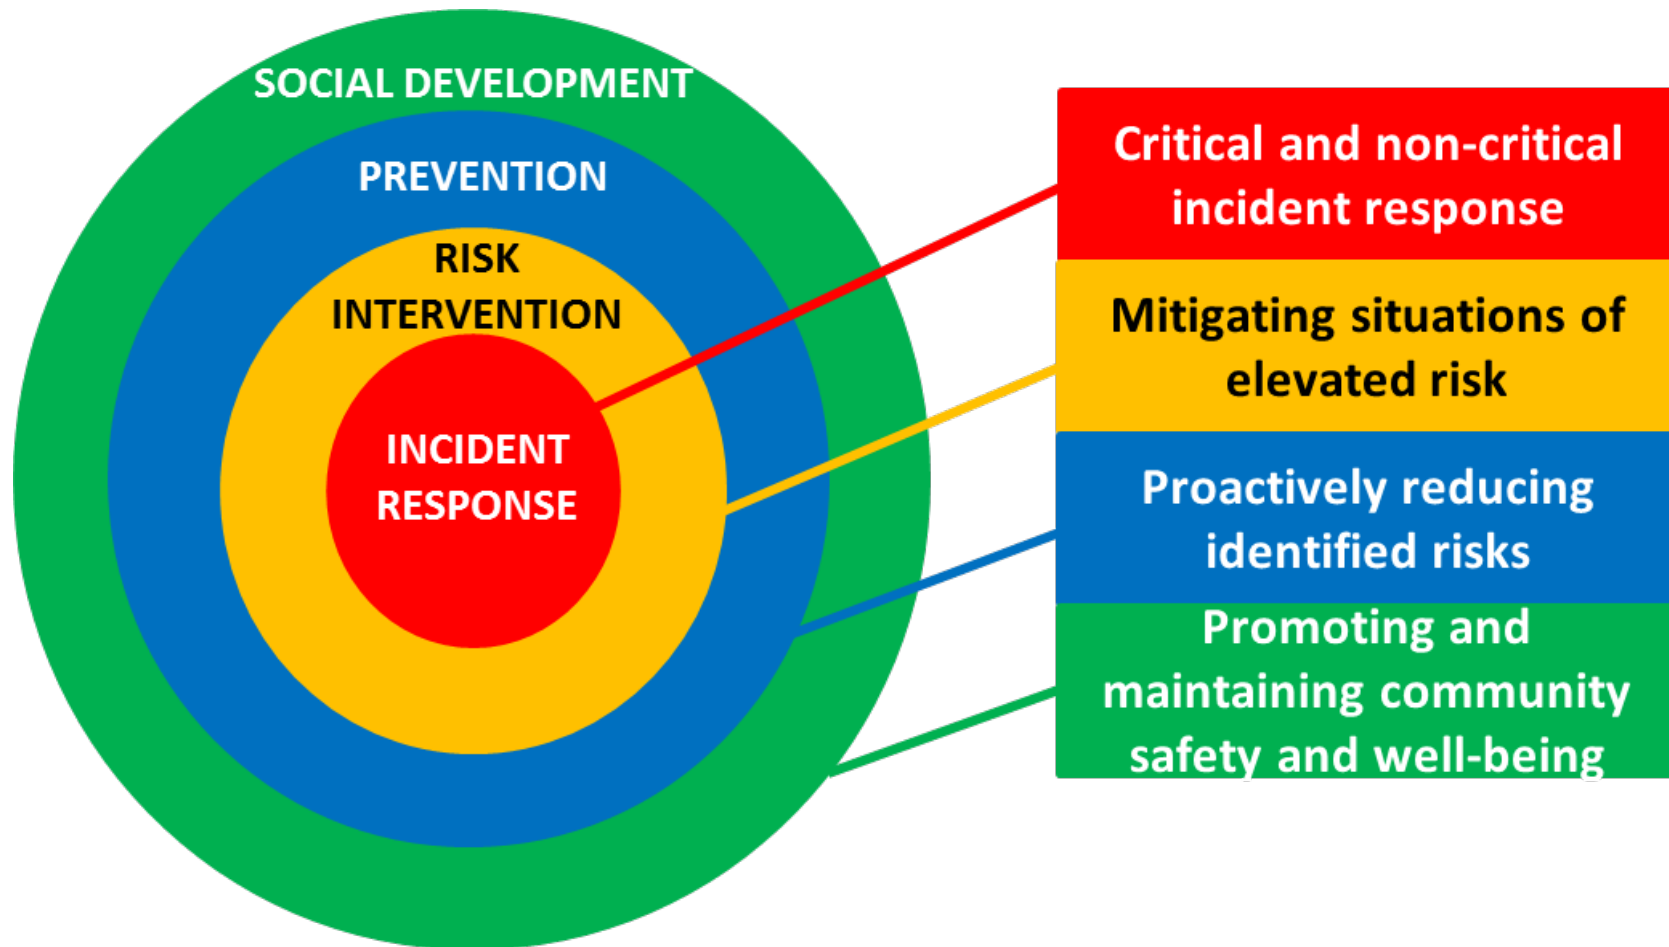 SOCIAL DEVELOPMENT
PREVENTION
RISK
INTERVENTION
INCIDENT
RESPONSE
Critical and non-critical
incident response
Mitigating situations of
elevated risk
Proactively reducing
identified risks
Promoting and
maintaining community
safety and well-being